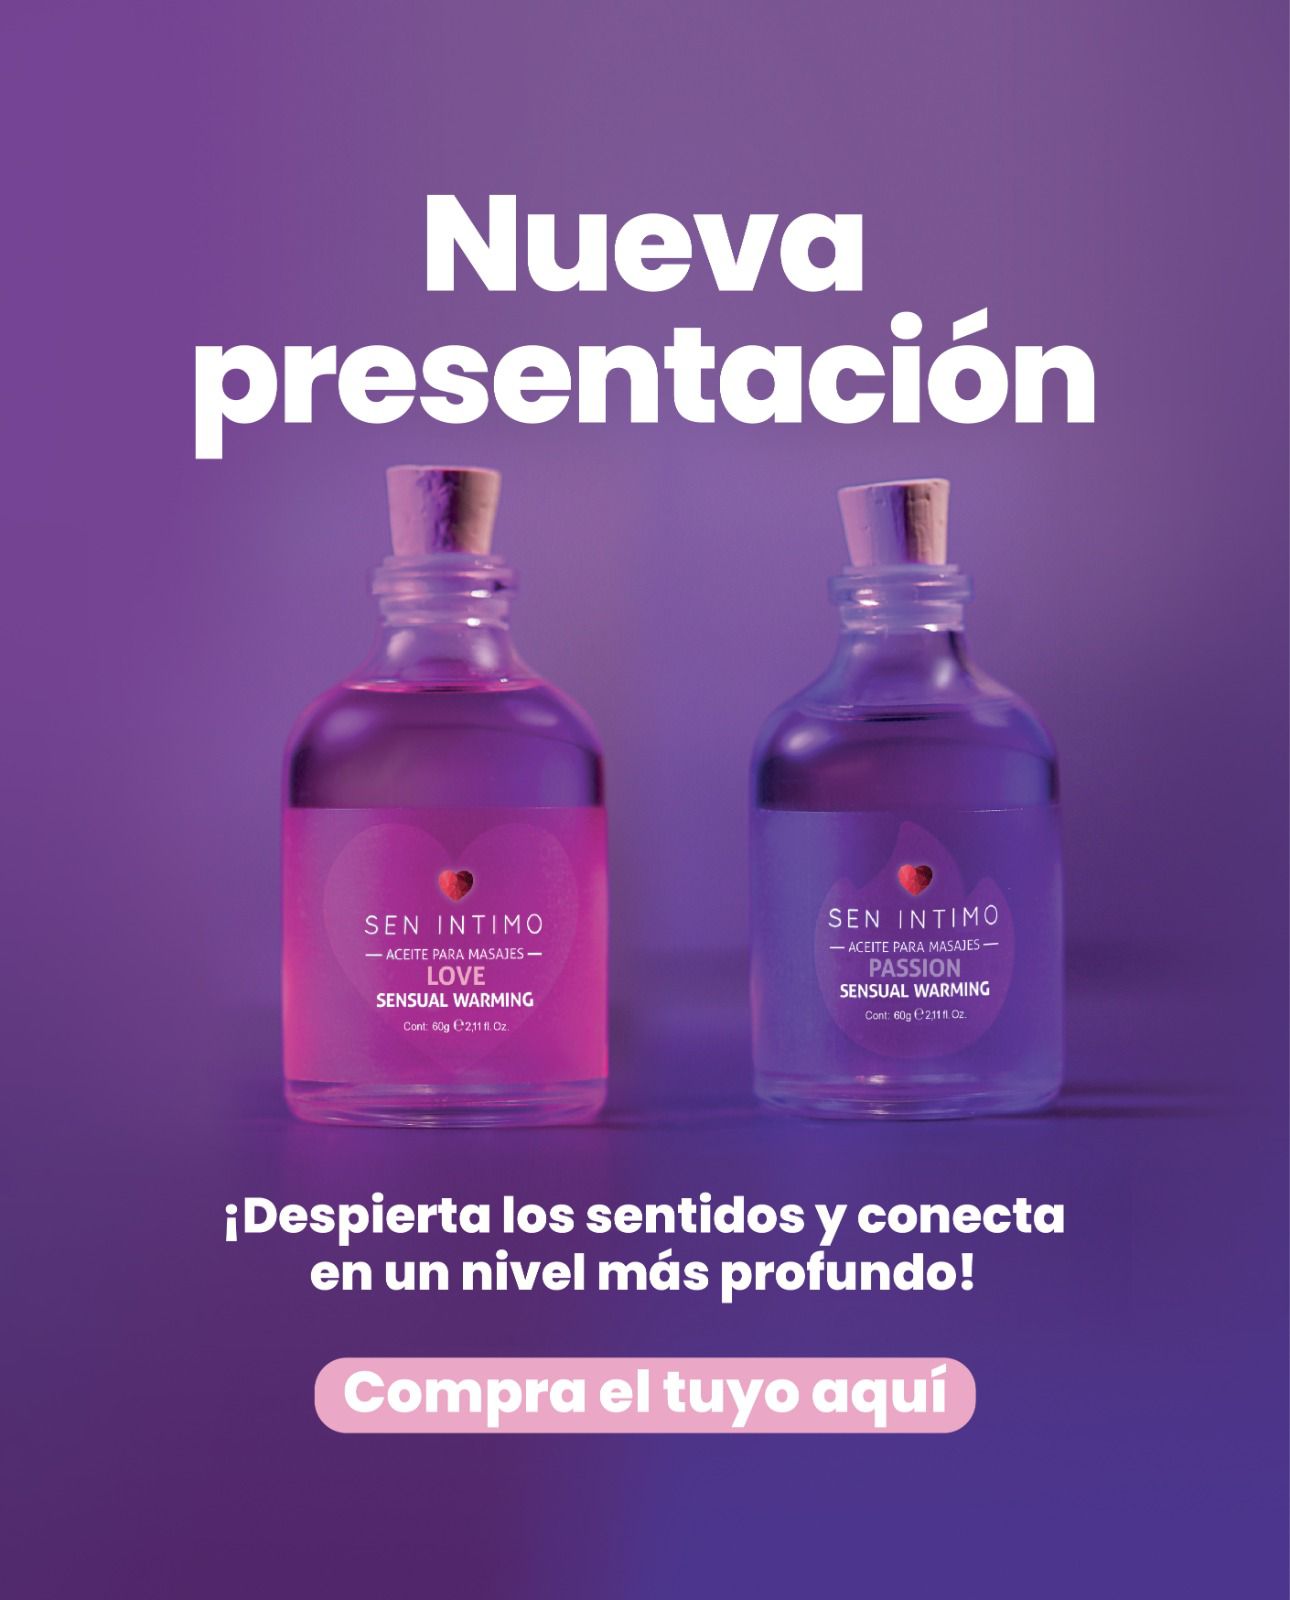 Nueva
presentación
SEN INTIMO
ACEITE PARA MASAJES
LOVE
SENSUAL WARMING
Cont: 60g ℮ 2,11 fl. Oz.
SEN INTIMO
ACEITE PARA MASAJES
PASSION
SENSUAL WARMING
Cont: 60g ℮ 2,11 fl. Oz.
¡Despierta los sentidos y conecta
en un nivel más profundo!
Compra el tuyo aquí